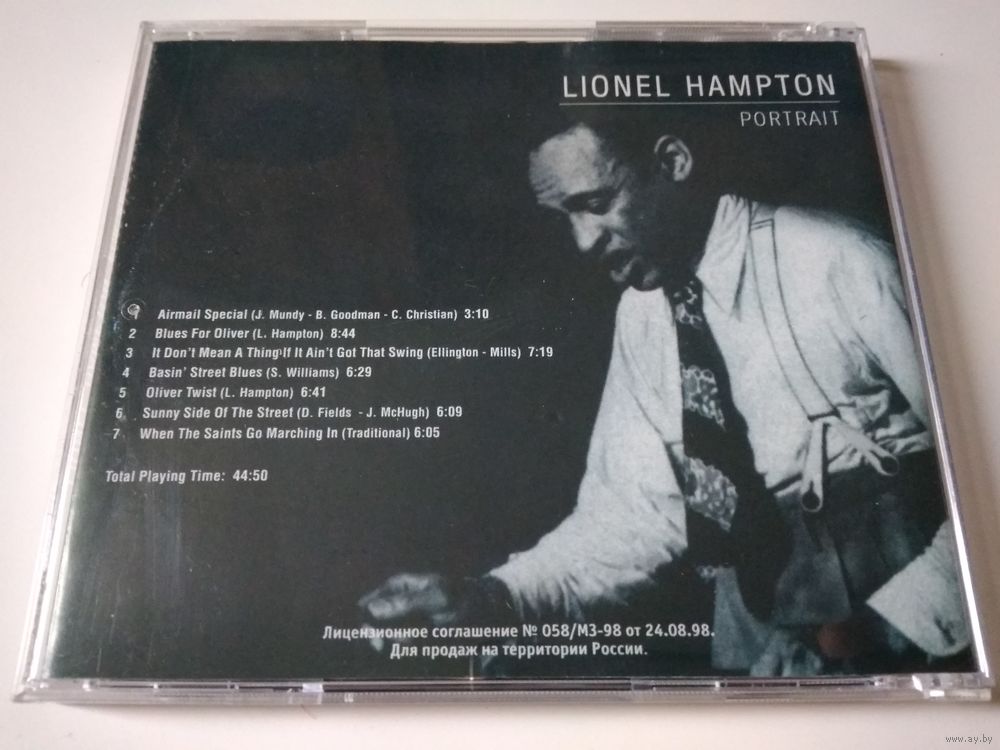 LIONEL HAMPTON
PORTRAIT
1 Airmail Special (J. Mundy - B. Goodman - C. Christian) 3:10
2 Blues For Oliver (L. Hampton) 8:44
3 It Don't Mean A Thing If It Ain't Got That Swing (Ellington - Mills) 7:19
4 Basin' Street Blues (S. Williams) 6:29
5 Oliver Twist (L. Hampton) 6:41
6 Sunny Side Of The Street (D. Fields - J. McHugh) 6:09
7 When The Saints Go Marching In (Traditional) 6:05
Total Playing Time: 44:50
Лицензионное соглашение № 058/МЗ-98 от 24.08.98.
Для продаж на территории России.
www.ay.by